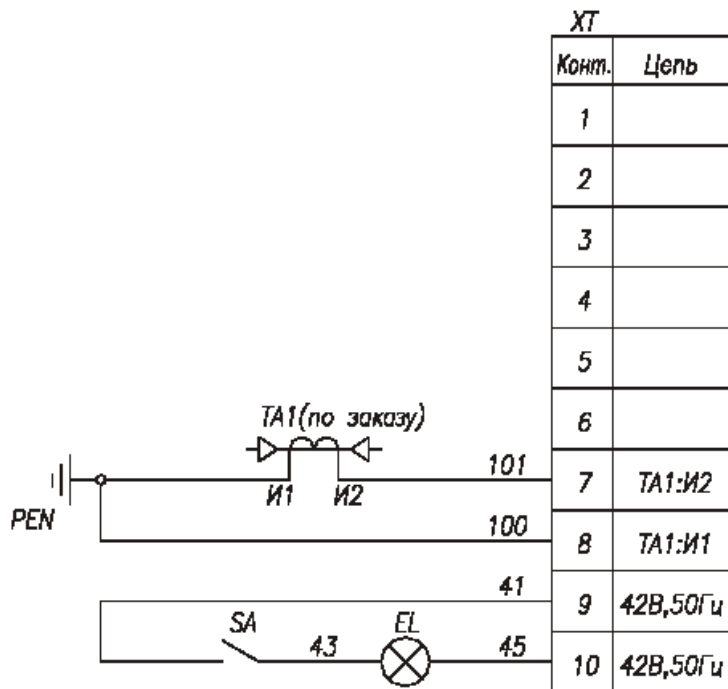 XT
Конт. Цепь
1
2
3
4
5
6
TA1(по заказу)
PEN
И1 И2 101 7 TA1:И2
100 8 TA1:И1
41 9 42В,50Гц
SA 43 EL 45 10 42В,50Гц